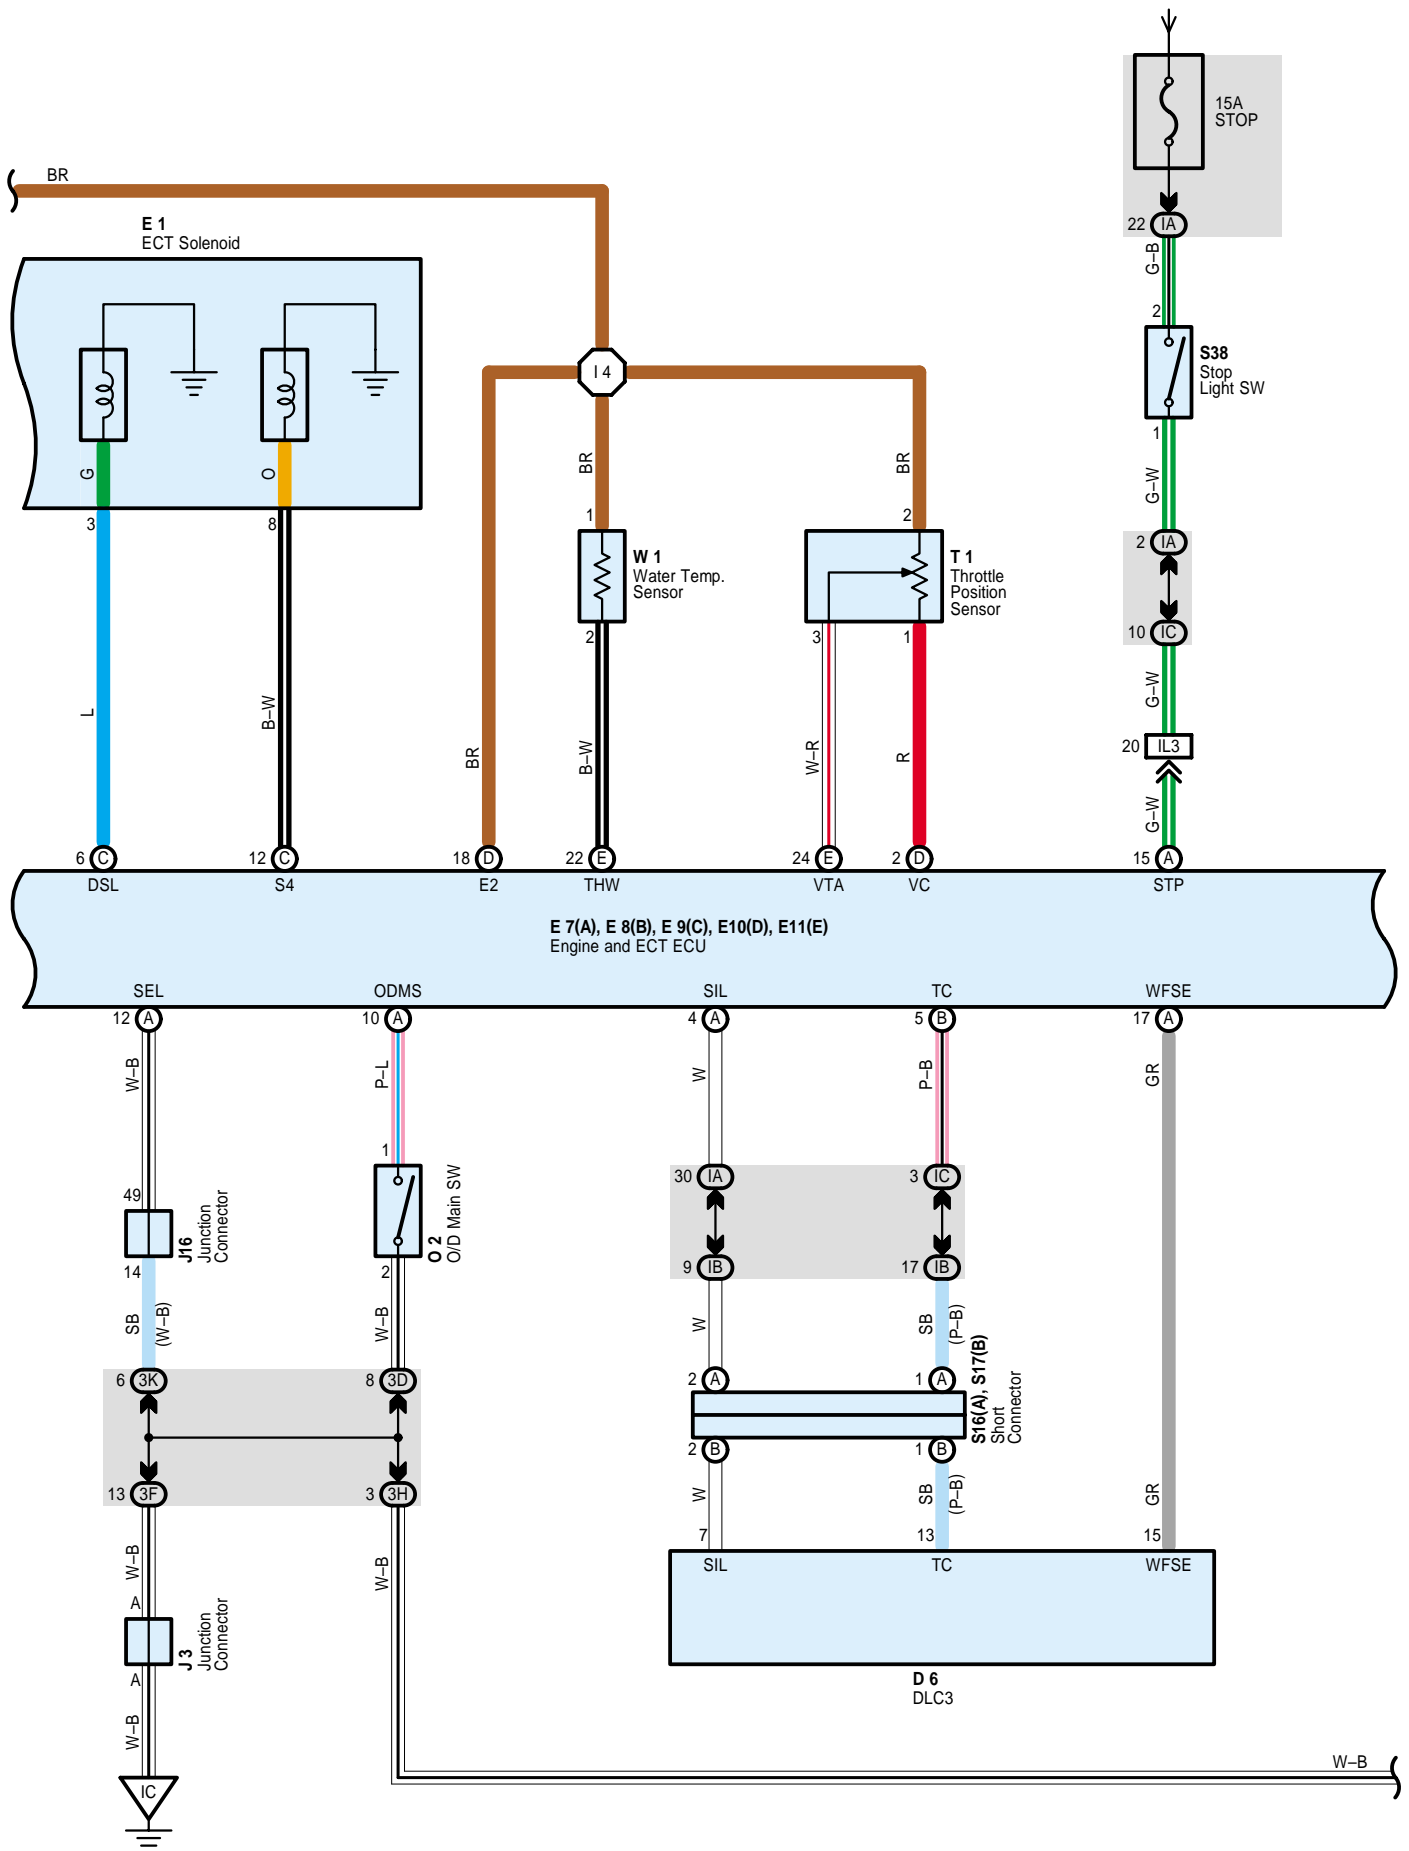 15A
STOP
BR
22 IA
E 1
ECT Solenoid
G–B
2
S38
Stop
Light SW
I 4
1
G
O
BR
BR
G–W
3
8
1
2
2 IA
W 1
Water Temp.
Sensor
T 1
Throttle
Position
Sensor
2
3
1
10 IC
L
B–W
BR
B–W
W–R
R
G–W
20 IL3
G–W
6 C
12 C
18 D
22 E
24 E
2 D
15 A
DSL
S4
E2
THW
VTA
VC
STP
E 7(A), E 8(B), E 9(C), E10(D), E11(E)
Engine and ECT ECU
SEL
ODMS
SIL
TC
WFSE
12 A
10 A
4 A
5 B
17 A
W–B
P–L
W
P–B
GR
1
30 IA
3 IC
49
J16
Junction
Connector
O 2
O/D Main SW
14
2
9 IB
17 IB
SB
(W–B)
W–B
W
SB
(P–B)
6 3K
8 3D
2 A
1 A
S16(A), S17(B)
Short
Connector
2 B
1 B
13 3F
3 3H
W
SB
(P–B)
GR
7
13
15
W–B
W–B
SIL
TC
WFSE
A
J 3
Junction
Connector
A
D 6
DLC3
W–B
W–B
IC